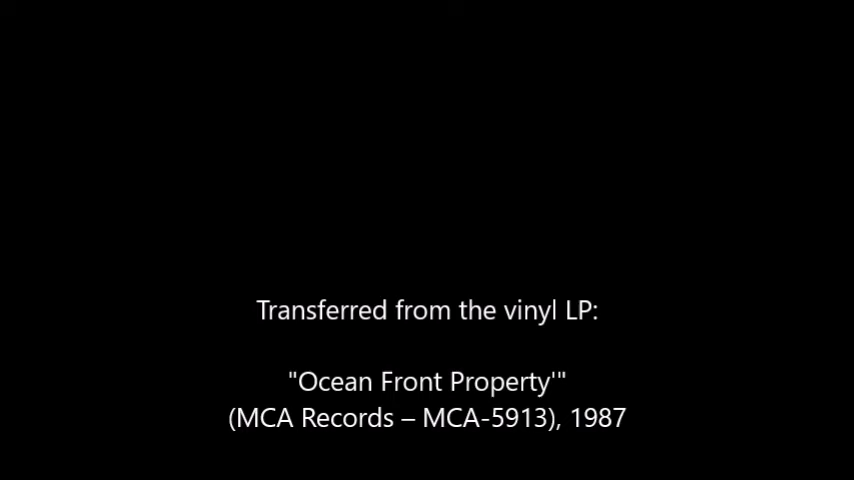 Transferred from the vinyl LP:
"Ocean Front Property'"
(MCA Records – MCA-5913), 1987